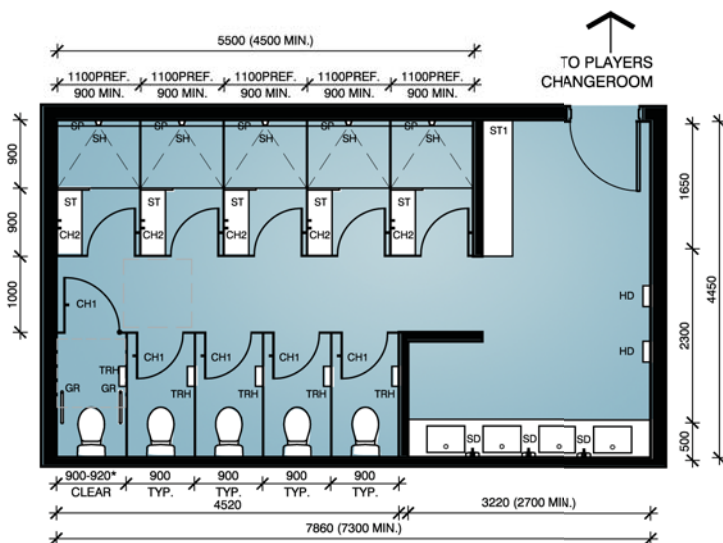 5500 (4500 MIN.)
TO PLAYERS
CHANGEROOM
1100PREF. 1100PREF. 1100PREF. 1100PREF. 1100PREF.
900 MIN. 900 MIN. 900 MIN. 900 MIN. 900 MIN.
SP SP SP SP SP
SH SH SH SH SH
ST1
900
1650
ST ST ST ST ST
900
CH2 CH2 CH2 CH2 CH2
4450
1000
CH1
HD
2300
HD
CH1 CH1 CH1 CH1
TRH
GR GR TRH TRH TRH TRH
SD SD SD
500
900-920* 900 900 900 900
CLEAR TYP. TYP. TYP. TYP.
4520
3220 (2700 MIN.)
7860 (7300 MIN.)